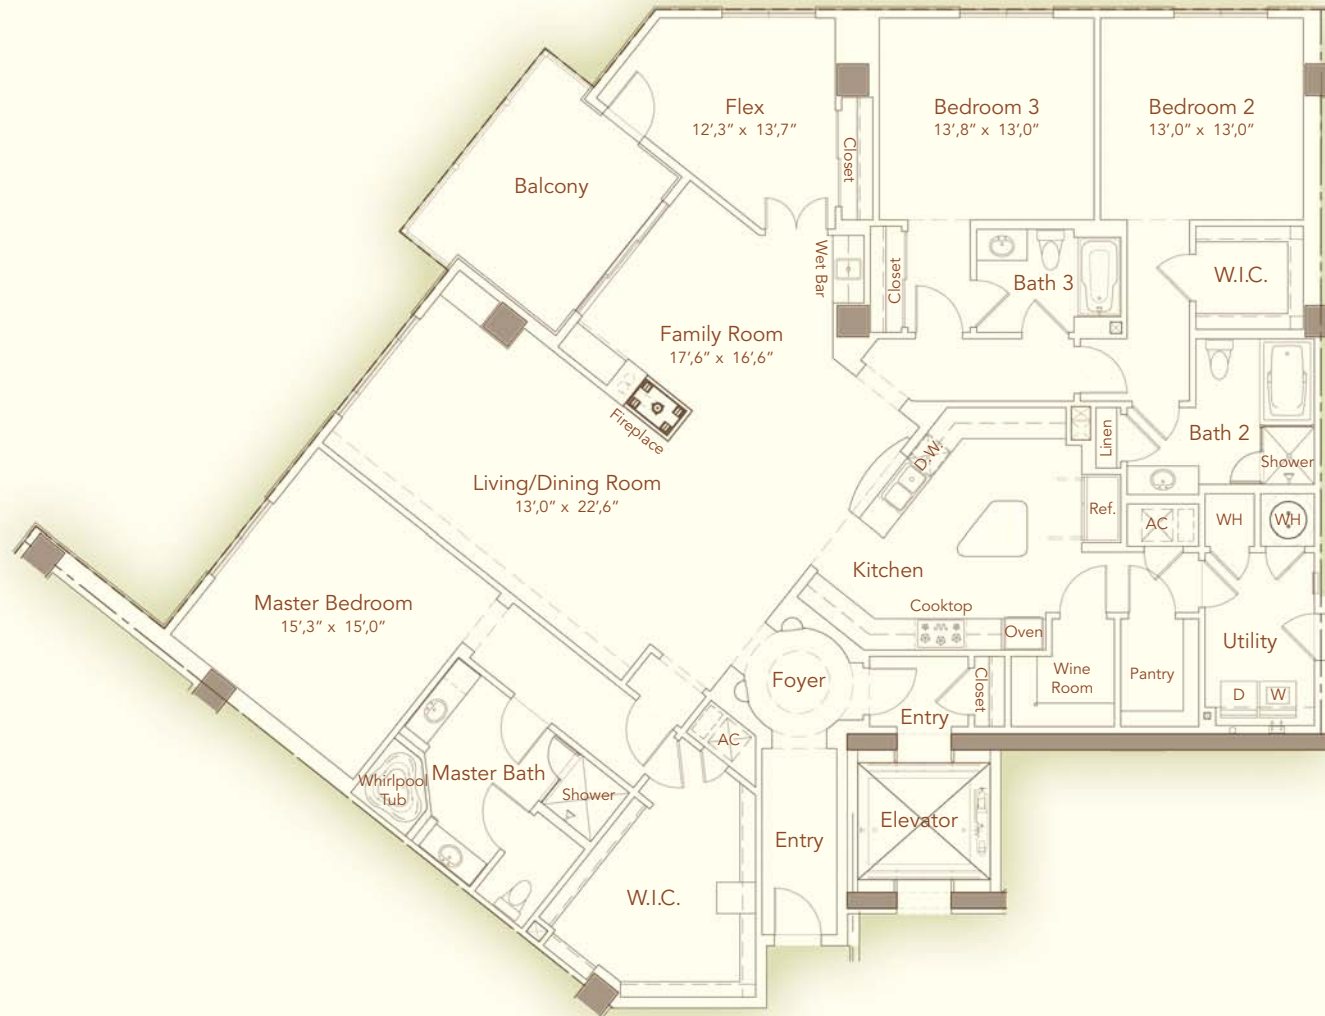 Flex
12',3" x 13',7"
Closet
Bedroom 3
13',8" x 13',0"
Bedroom 2
13',0" x 13',0"
Balcony
Wet Bar
Closet
Bath 3
W.I.C.
Family Room
17',6" x 16',6"
Fireplace
D.W.
Linen
Bath 2
Shower
Living/Dining Room
13',0" x 22',6"
Ref.
AC
WH
WH
Kitchen
Cooktop
Oven
Master Bedroom
15',3" x 15',0"
Utility
Foyer
Closet
Wine
Room
Pantry
D
W
Entry
AC
Whirlpool
Tub
Master Bath
Shower
Elevator
Entry
W.I.C.